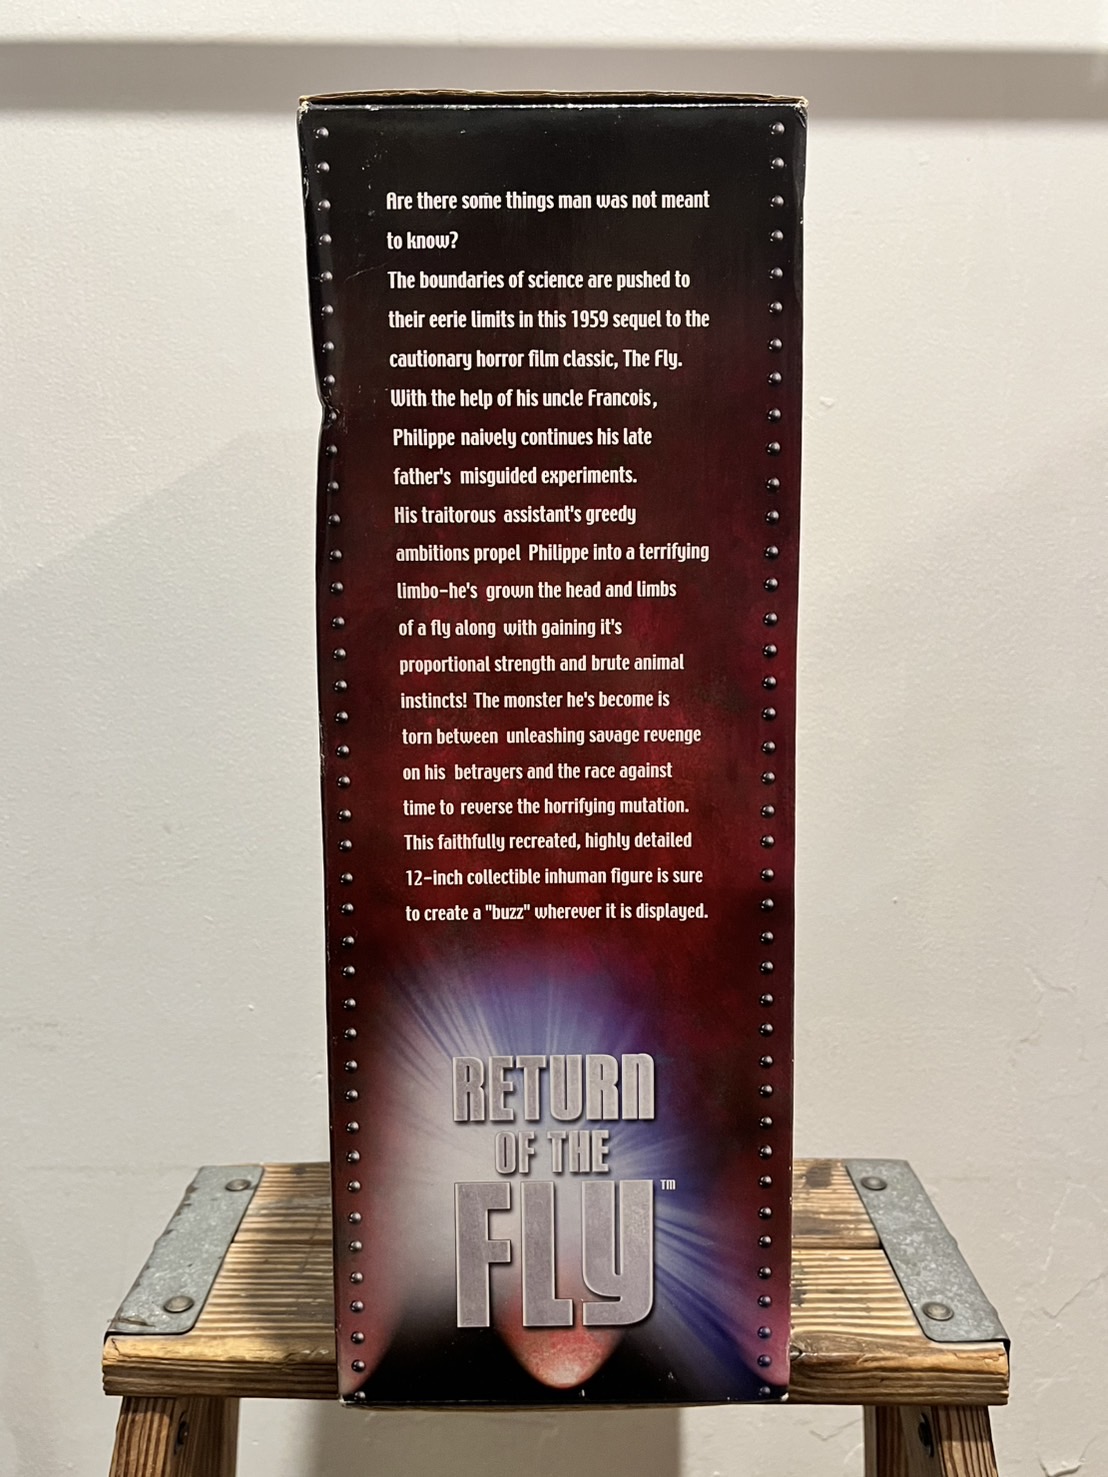 Are there some things man was not meant
to know?
The boundaries of science are pushed to
their eerie limits in this 1959 sequel to the
cautionary horror film classic, The Fly.
With the help of his uncle Francois,
Philippe naively continues his late
father's misguided experiments.
His traitorous assistant's greedy
ambitions propel Philippe into a terrifying
limbo-he's grown the head and limbs
of a fly along with gaining it's
proportional strength and brute animal
instincts! The monster he's become is
torn between unleashing savage revenge
on his betrayers and the race against
time to reverse the horrifying mutation.
This faithfully recreated, highly detailed
12-inch collectible inhuman figure is sure
to create a "buzz" wherever it is displayed.
RETURN
OF THE
FLY™